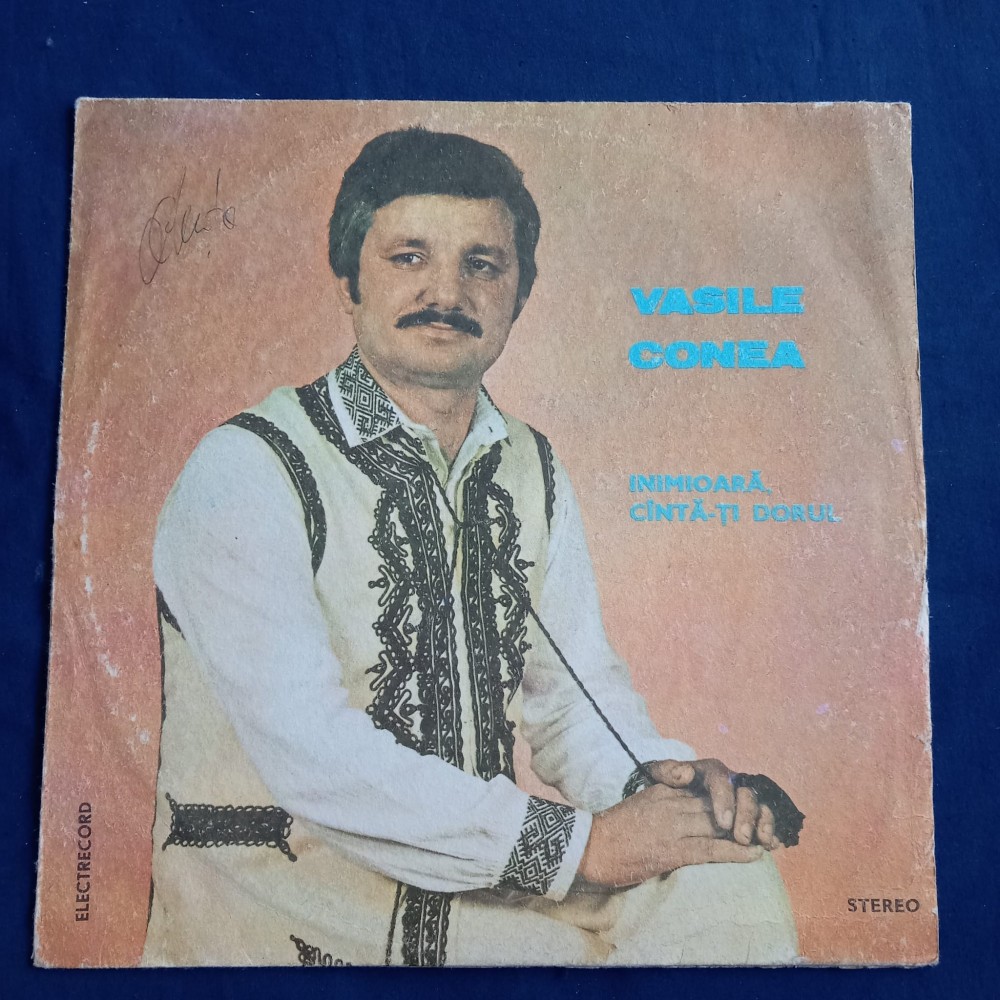 VASILE
CONEA
INIMIOARĂ,
CÎNTĂ-ȚI DORUL
ELECTRECORD
STEREO